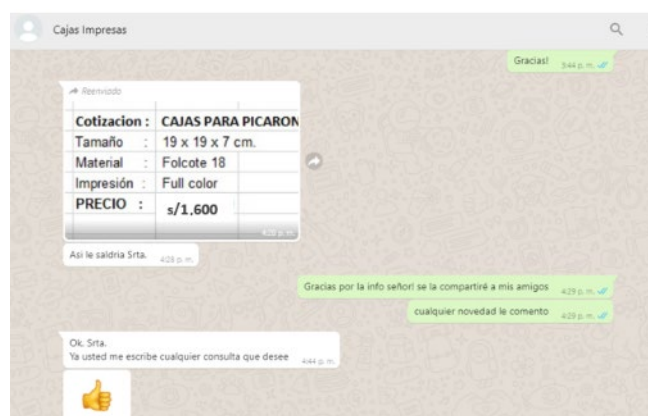 Cajas Impresas
Gracias! 3:44 p. m.
Reenviado
Cotizacion : CAJAS PARA PICARON
Tamaño : 19 x 19 x 7 cm.
Material : Folcote 18
Impresión : Full color
PRECIO : s/1,600
4:28 p. m.
Asi le saldria Srta. 4:28 p. m.
Gracias por la info señor! se la compartiré a mis amigos 4:29 p. m.
cualquier novedad le comento 4:29 p. m.
Ok. Srta.
Ya usted me escribe cualquier consulta que desee 4:44 p. m.